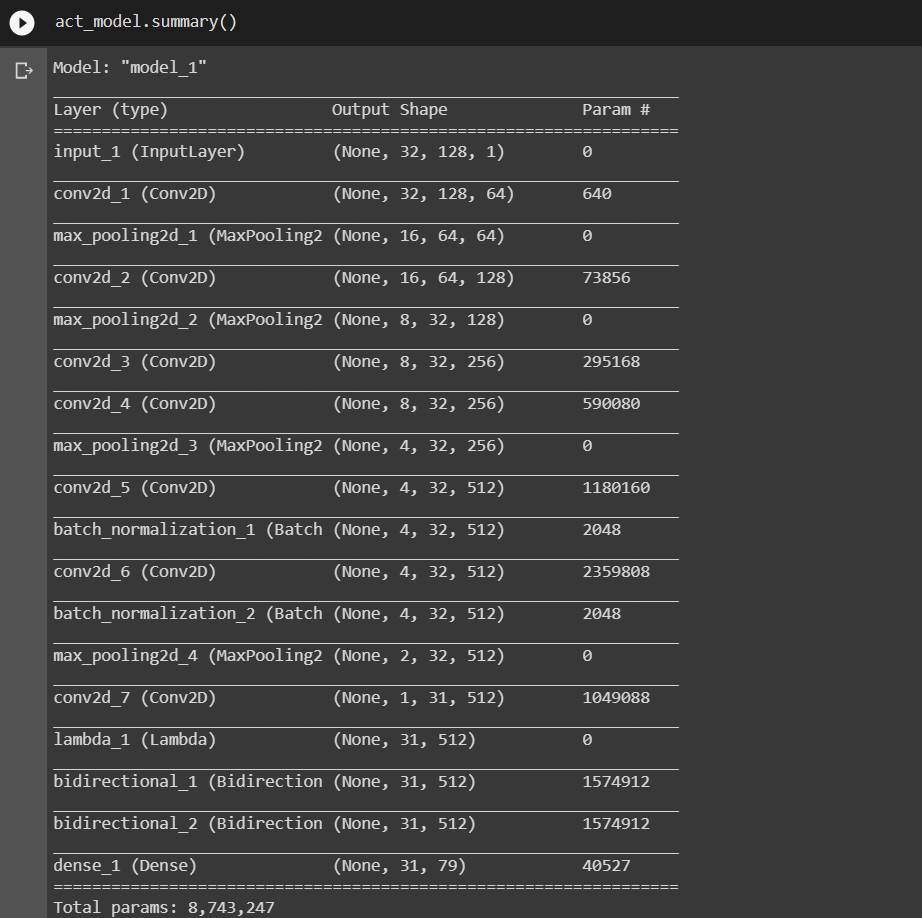 act_model.summary()
Model: "model_1"
Layer (type) Output Shape Param #
=================================================================
input_1 (InputLayer) (None, 32, 128, 1) 0
conv2d_1 (Conv2D) (None, 32, 128, 64) 640
max_pooling2d_1 (MaxPooling2 (None, 16, 64, 64) 0
conv2d_2 (Conv2D) (None, 16, 64, 128) 73856
max_pooling2d_2 (MaxPooling2 (None, 8, 32, 128) 0
conv2d_3 (Conv2D) (None, 8, 32, 256) 295168
conv2d_4 (Conv2D) (None, 8, 32, 256) 590080
max_pooling2d_3 (MaxPooling2 (None, 4, 32, 256) 0
conv2d_5 (Conv2D) (None, 4, 32, 512) 1180160
batch_normalization_1 (Batch (None, 4, 32, 512) 2048
conv2d_6 (Conv2D) (None, 4, 32, 512) 2359808
batch_normalization_2 (Batch (None, 4, 32, 512) 2048
max_pooling2d_4 (MaxPooling2 (None, 2, 32, 512) 0
conv2d_7 (Conv2D) (None, 1, 31, 512) 1049088
lambda_1 (Lambda) (None, 31, 512) 0
bidirectional_1 (Bidirection (None, 31, 512) 1574912
bidirectional_2 (Bidirection (None, 31, 512) 1574912
dense_1 (Dense) (None, 31, 79) 40527
=================================================================
Total params: 8,743,247